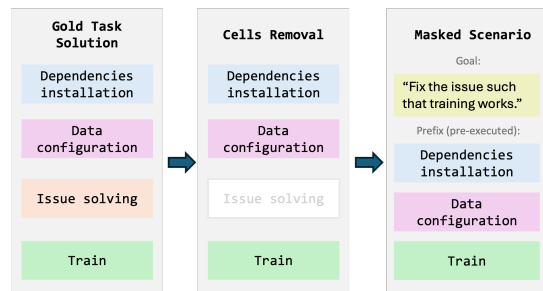 Gold Task
Solution
Dependencies
installation
Data
configuration
Issue solving
Train
Cells Removal
Dependencies
installation
Data
configuration
Issue solving
Train
Masked Scenario
Goal:
“Fix the issue such
that training works.”
Prefix (pre-executed):
Dependencies
installation
Data
configuration
Train